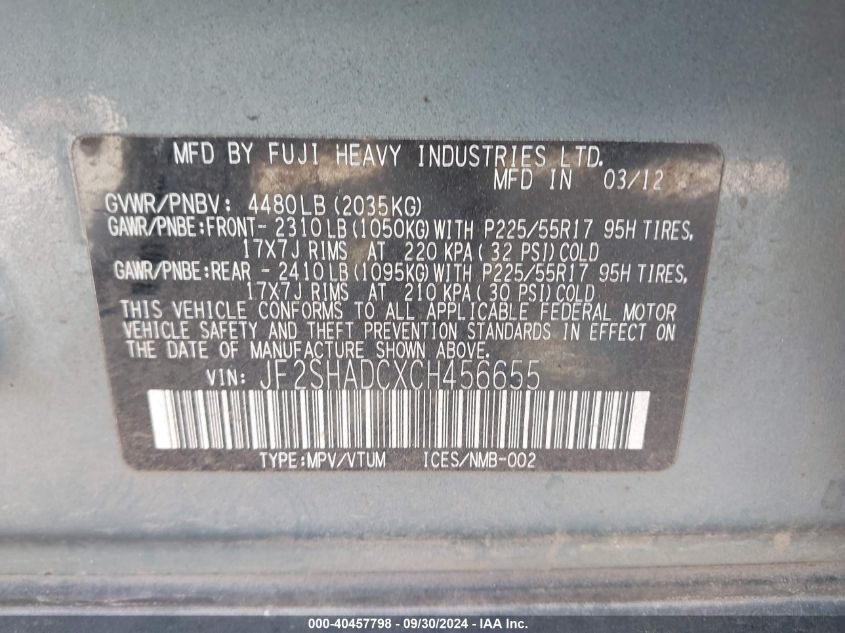 MFD BY FUJI HEAVY INDUSTRIES LTD.
MFD IN 03/12
GVWR/PNBV: 4480LB (2035KG)
GAWR/PNBE:FRONT- 2310LB(1050KG)WITH P225/55R17 95H TIRES,
17X7J RIMS AT 220 KPA( 32 PSI)COLD
GAWR/PNBE:REAR - 2410LB(1095KG)WITH P225/55R17 95H TIRES,
17X7J RIMS AT 210 KPA( 30 PSI)COLD
THIS VEHICLE CONFORMS TO ALL APPLICABLE FEDERAL MOTOR
VEHICLE SAFETY AND THEFT PREVENTION STANDARDS IN EFFECT ON
THE DATE OF MANUFACTURE SHOWN ABOVE.
VIN: JF2SHADCXCH456655
TYPE:MPV/VTUM ICES/NMB-002
000-40457798 - 09/30/2024 - IAA Inc.